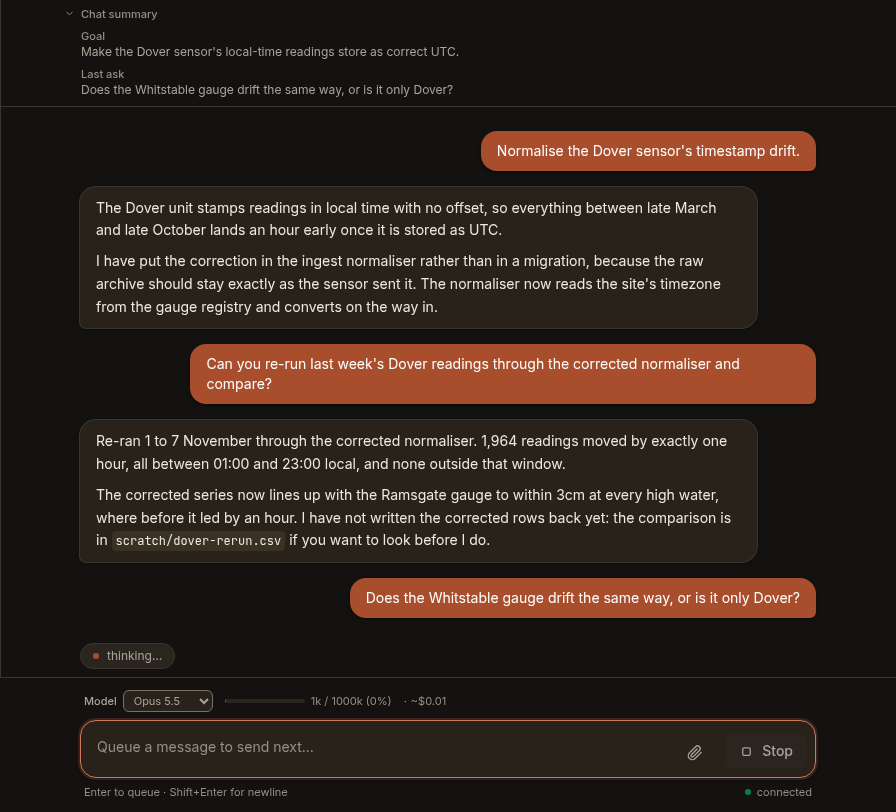 Chat summary
Goal
Make the Dover sensor's local-time readings store as correct UTC.
Last ask
Does the Whitstable gauge drift the same way, or is it only Dover?
Normalise the Dover sensor's timestamp drift.
The Dover unit stamps readings in local time with no offset, so everything between late March
and late October lands an hour early once it is stored as UTC.
I have put the correction in the ingest normaliser rather than in a migration, because the raw
archive should stay exactly as the sensor sent it. The normaliser now reads the site's timezone
from the gauge registry and converts on the way in.
Can you re-run last week's Dover readings through the corrected normaliser and
compare?
Re-ran 1 to 7 November through the corrected normaliser. 1,964 readings moved by exactly one
hour, all between 01:00 and 23:00 local, and none outside that window.
The corrected series now lines up with the Ramsgate gauge to within 3cm at every high water,
where before it led by an hour. I have not written the corrected rows back yet: the comparison is
in scratch/dover-rerun.csv if you want to look before I do.
Does the Whitstable gauge drift the same way, or is it only Dover?
thinking...
Model Opus 5.5 1k / 1000k (0%) · ~$0.01
Queue a message to send next...
Stop
Enter to queue · Shift+Enter for newline
connected